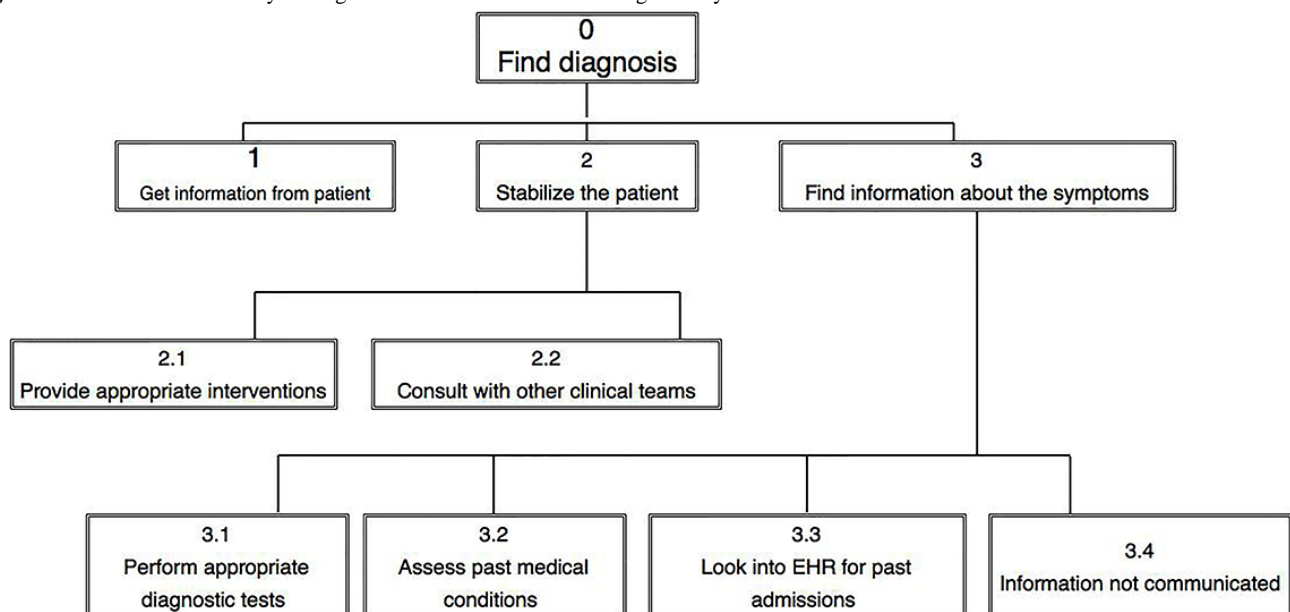 0
Find diagnosis
1
Get information from patient
2
Stabilize the patient
3
Find information about the symptoms
2.1
Provide appropriate interventions
2.2
Consult with other clinical teams
3.1
Perform appropriate
diagnostic tests
3.2
Assess past medical
conditions
3.3
Look into EHR for past
admissions
3.4
Information not communicated